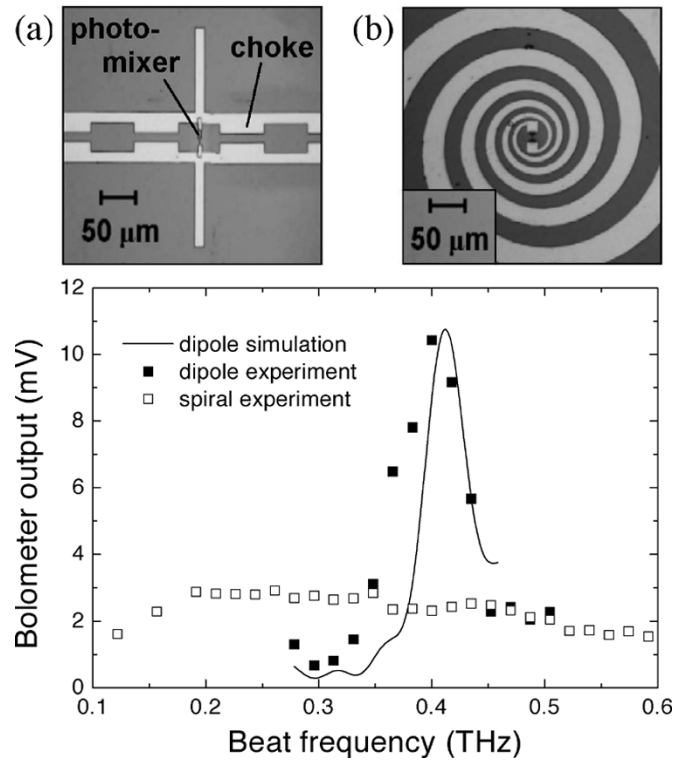 (a)
photo-
mixer
choke
50 μm
(b)
50 μm
12
10
8
6
4
2
0
Bolometer output (mV)
dipole simulation
dipole experiment
spiral experiment
0.1 0.2 0.3 0.4 0.5 0.6
Beat frequency (THz)